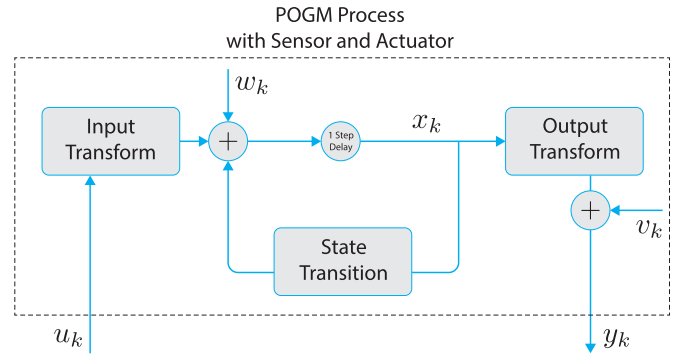 POGM Process
with Sensor and Actuator
w_k
Input
Transform
+
1 Step
Delay
x_k
Output
Transform
+
v_k
State
Transition
u_k
y_k